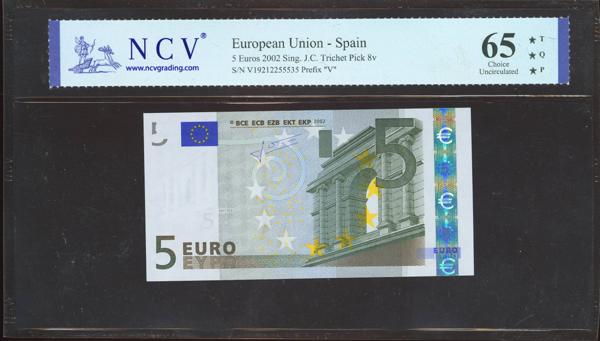 NCV®
www.ncvgrading.com
European Union - Spain
5 Euros 2002 Sing. J.C. Trichet Pick 8v
S/N V19212255535 Prefix "V"
65
Choice
Uncirculated
★ T
★ Q
★ P
5
© BCE ECB EZB EKT EKP 2002
5
5 EURO
ΕΥΡΩ
EURO